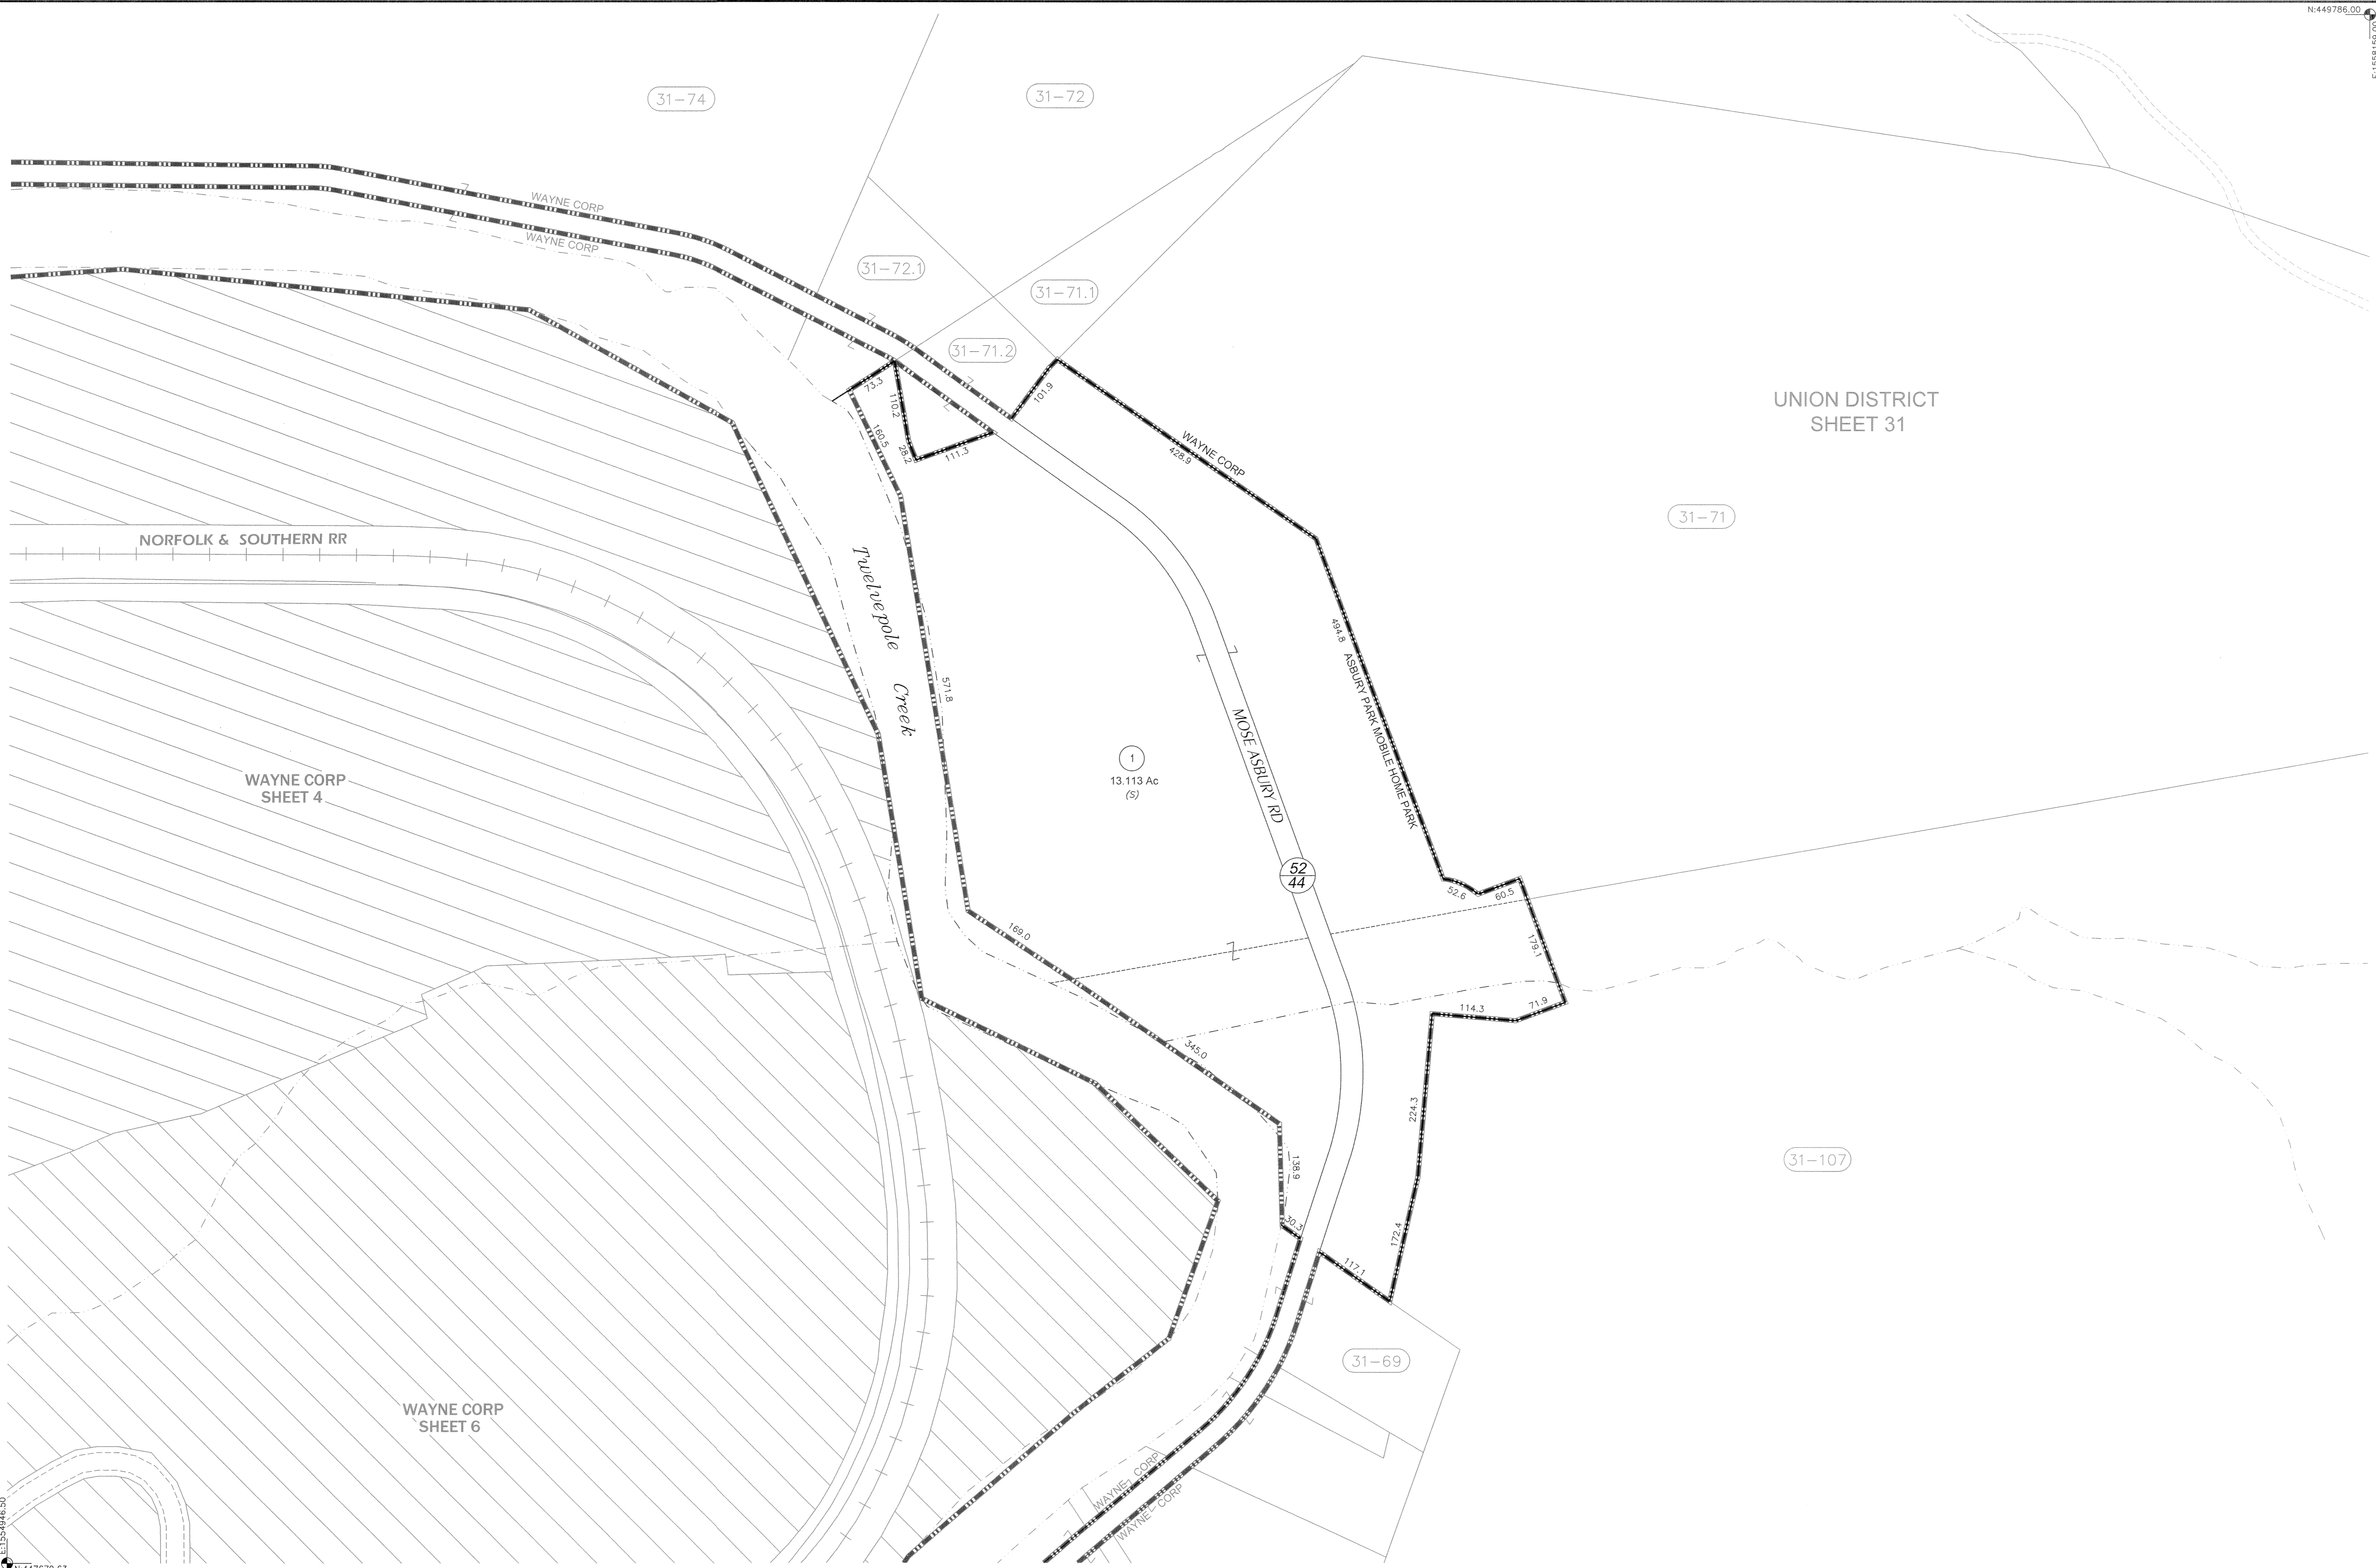 N:449786.00
E:1558159.00
31-74
31-72
WAYNE CORP
WAYNE CORP
31-72.1
31-71.1
31-71.2
73.3
110.2
160.5
28.2
111.3
101.9
WAYNE CORP
428.9
UNION DISTRICT
SHEET 31
31-71
NORFOLK & SOUTHERN RR
Twelvepole Creek
571.8
494.8
ASBURY PARK MOBILE HOME PARK
MOSE ASBURY RD
1
13.113 Ac
(S)
WAYNE CORP
SHEET 4
52
44
52.6
60.5
169.0
179.1
114.3
71.9
345.0
224.3
138.9
31-107
172.4
30.3
117.1
31-69
WAYNE CORP
SHEET 6
WAYNE CORP
WAYNE CORP
E:1554946.50